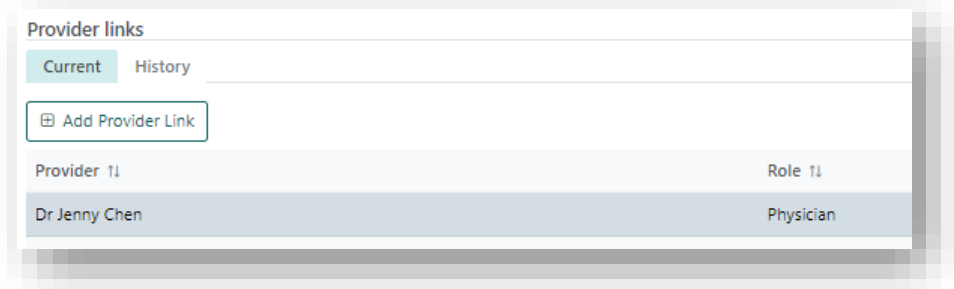 Provider links
Current History
Add Provider Link
Provider Role
Dr Jenny Chen Physician